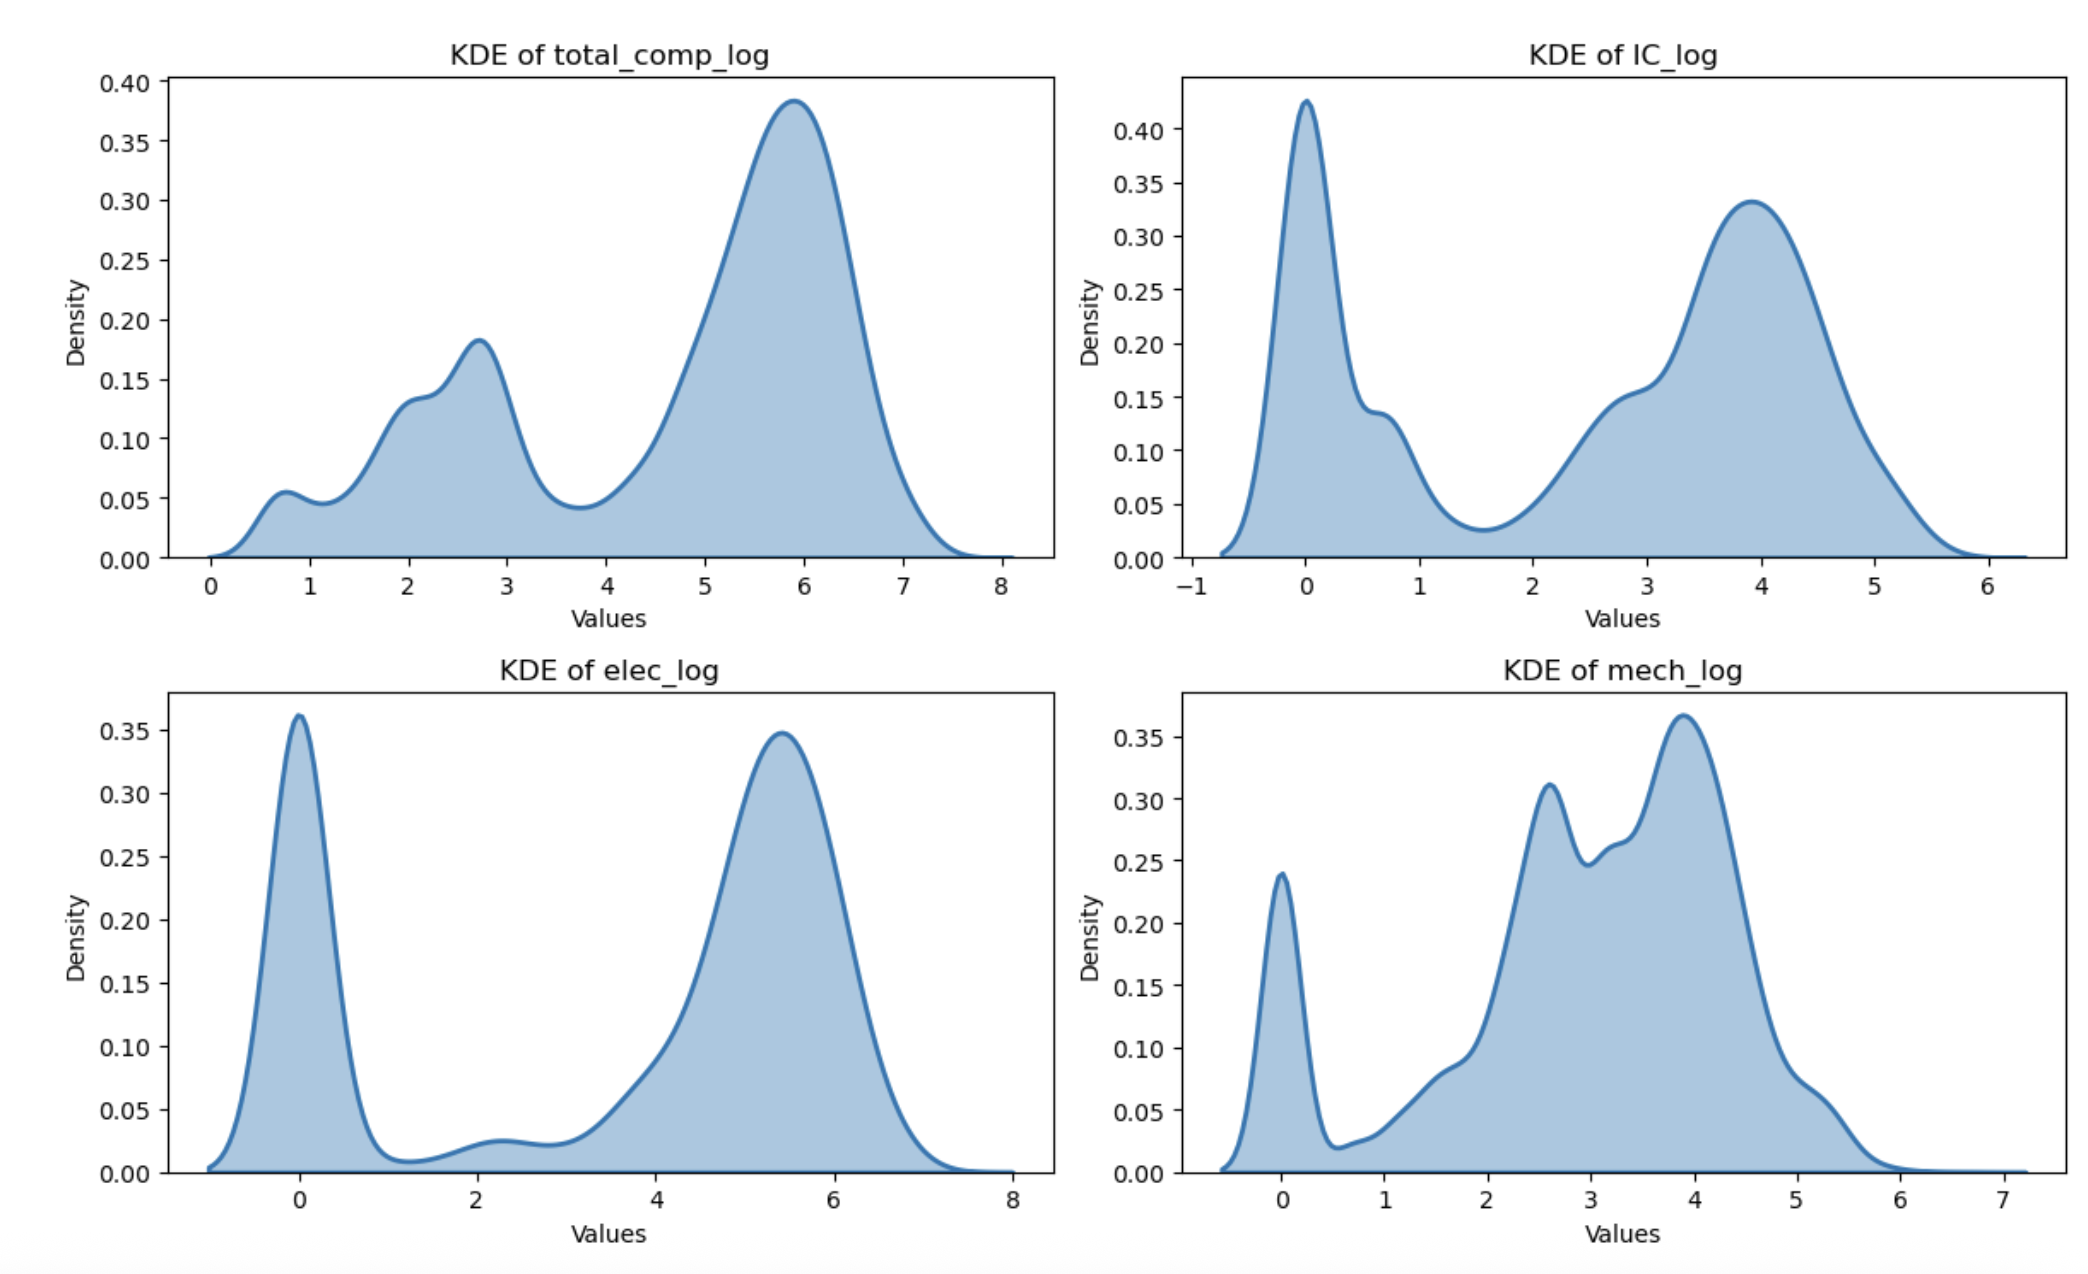 KDE of total_comp_log
0.40
0.35
0.30
0.25
0.20
0.15
0.10
0.05
0.00
Density
0 1 2 3 4 5 6 7 8
Values
KDE of IC_log
0.40
0.35
0.30
0.25
0.20
0.15
0.10
0.05
0.00
Density
−1 0 1 2 3 4 5 6
Values
KDE of elec_log
0.35
0.30
0.25
0.20
0.15
0.10
0.05
0.00
Density
0 2 4 6 8
Values
KDE of mech_log
0.35
0.30
0.25
0.20
0.15
0.10
0.05
0.00
Density
0 1 2 3 4 5 6 7
Values